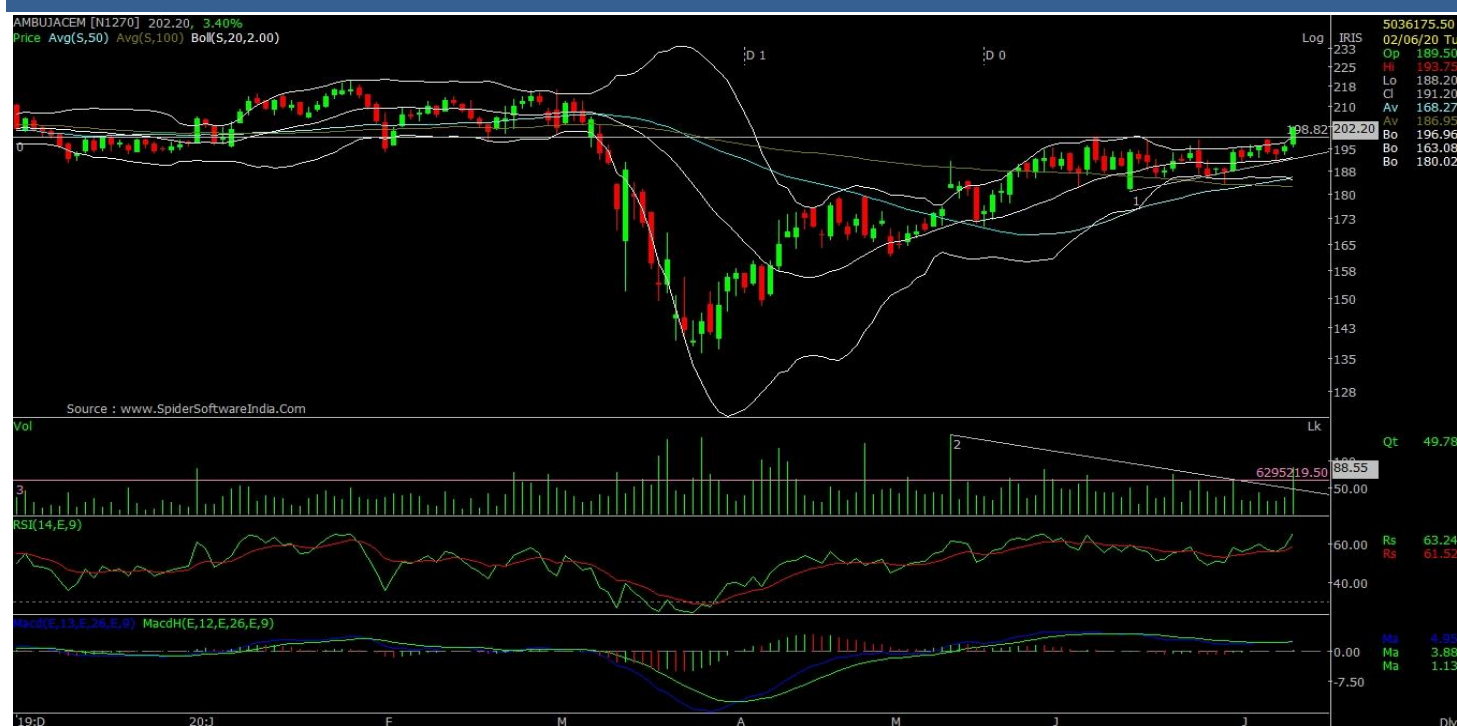 AMBUJACEM [N1270] 202.20, 3.40%
Price Avg(S,50) Avg(S,100) Boll(S,20,2.00)
Log IRIS
D 1
D 0
233
225
218
210
198.82 202.20
195
188
180
173
165
158
150
143
135
128
0
1
Source : www.SpiderSoftwareIndia.Com
5036175.50
02/06/20 Tu
Op 189.50
Hi 193.75
Lo 188.20
Cl 191.20
Av 168.27
Av 186.95
Bo 196.96
Bo 163.08
Bo 180.02
Vol
Lk
2
3
6295219.50 88.55
50.00
Qt 49.78
RSI(14,E,9)
60.00
40.00
Rs 63.24
Rs 61.52
Macd(E,13,E,26,E,9) MacdH(E,12,E,26,E,9)
0.00
-7.50
Ma 4.95
Ma 3.88
Ma 1.13
'19:D 20:J F M A M J J Dly